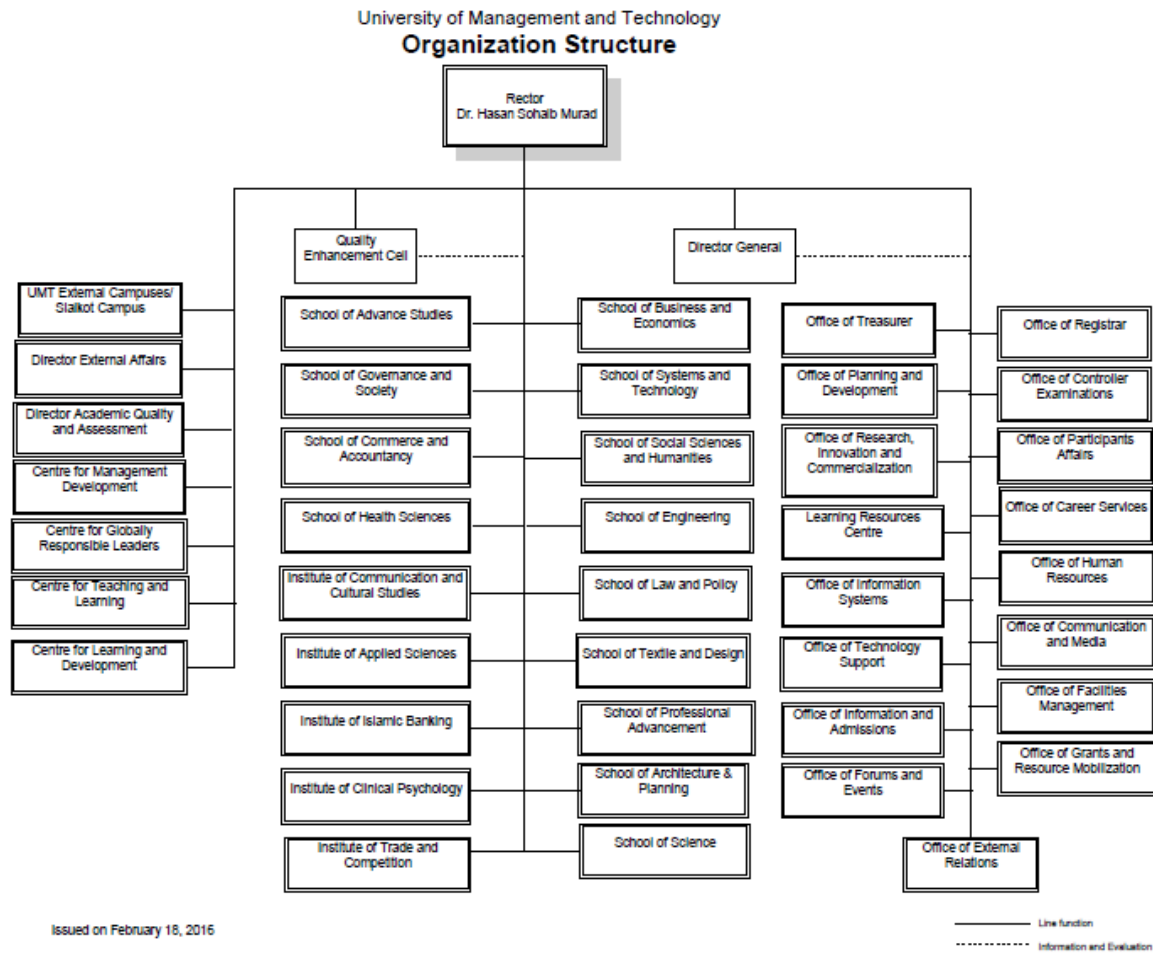 University of Management and Technology
Organization Structure
Rector
Dr. Hasan Sohaib Murad
Quality
Enhancement Cell
Director General
UMT External Campuses/
Sialkot Campus
Director External Affairs
Director Academic Quality
and Assessment
Centre for Management
Development
Centre for Globally
Responsible Leaders
Centre for Teaching and
Learning
Centre for Learning and
Development
School of Advance Studies
School of Governance and
Society
School of Commerce and
Accountancy
School of Health Sciences
Institute of Communication and
Cultural Studies
Institute of Applied Sciences
Institute of Islamic Banking
Institute of Clinical Psychology
Institute of Trade and
Competition
School of Business and
Economics
School of Systems and
Technology
School of Social Sciences
and Humanities
School of Engineering
School of Law and Policy
School of Textile and Design
School of Professional
Advancement
School of Architecture &
Planning
School of Science
Office of Treasurer
Office of Planning and
Development
Office of Research,
Innovation and
Commercialization
Learning Resources
Centre
Office of Information
Systems
Office of Technology
Support
Office of Information and
Admissions
Office of Forums and
Events
Office of Registrar
Office of Controller
Examinations
Office of Participants
Affairs
Office of Career Services
Office of Human
Resources
Office of Communication
and Media
Office of Facilities
Management
Office of Grants and
Resource Mobilization
Office of External
Relations
Issued on February 18, 2016
Line function
Information and Evaluation